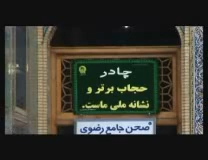 چادر
حجاب برتر و
نشانه ملی ماست.
صحن جامع رضوی